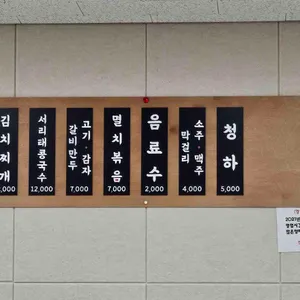 김치찌개
,000
서리태콩국수
12,000
고기·감자
갈비만두
7,000
멸치볶음
7,000
음료수
2,000
소주·맥주
막걸리
4,000
청하
5,000